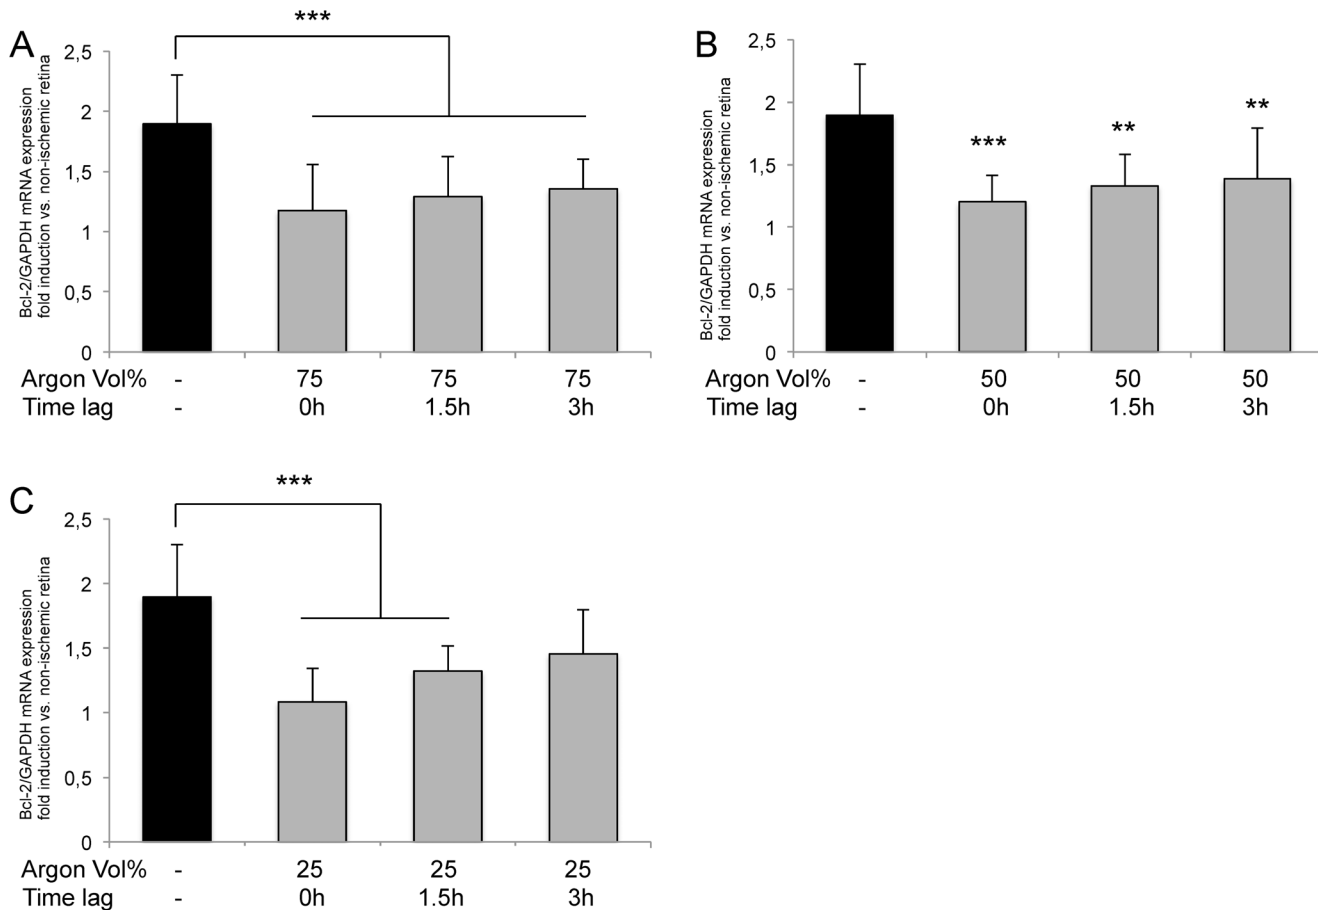 A
***
Bcl-2/GAPDH mRNA expression
fold induction vs. non-ischemic retina
2,5
2
1,5
1
0,5
0
Argon Vol% - 75 75 75
Time lag - 0h 1.5h 3h
B
Bcl-2/GAPDH mRNA expression
fold induction vs. non-ischemic retina
2,5
2
1,5
1
0,5
0
*** ** **
Argon Vol% - 50 50 50
Time lag - 0h 1.5h 3h
C
***
Bcl-2/GAPDH mRNA expression
fold induction vs. non-ischemic retina
2,5
2
1,5
1
0,5
0
Argon Vol% - 25 25 25
Time lag - 0h 1.5h 3h